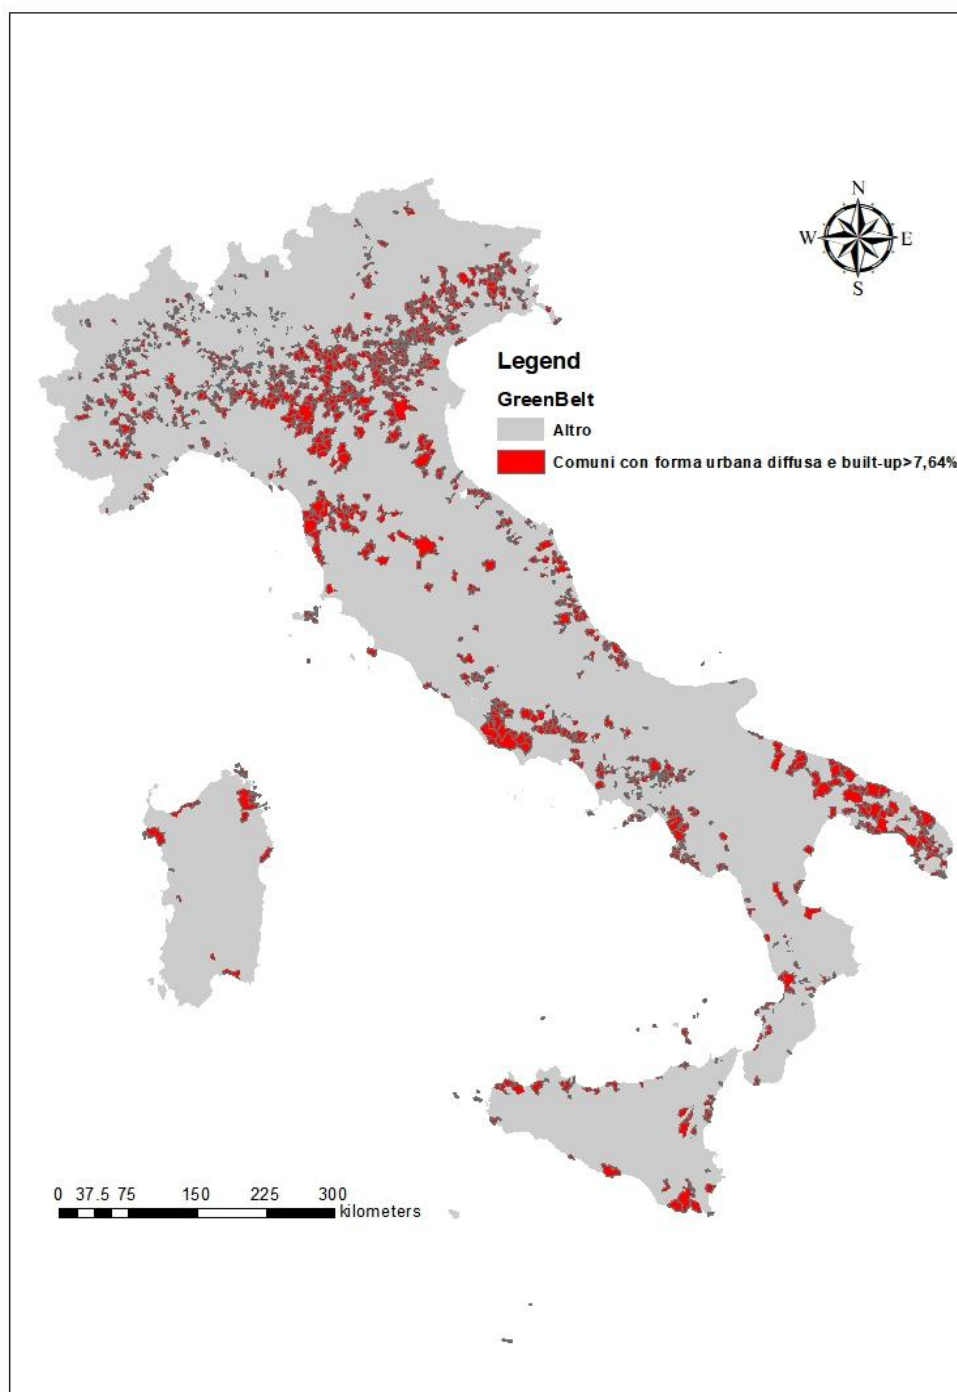 N
W E
S
Legend
GreenBelt
Altro
Comuni con forma urbana diffusa e built-up>7,64%
0 37.5 75 150 225 300
kilometers